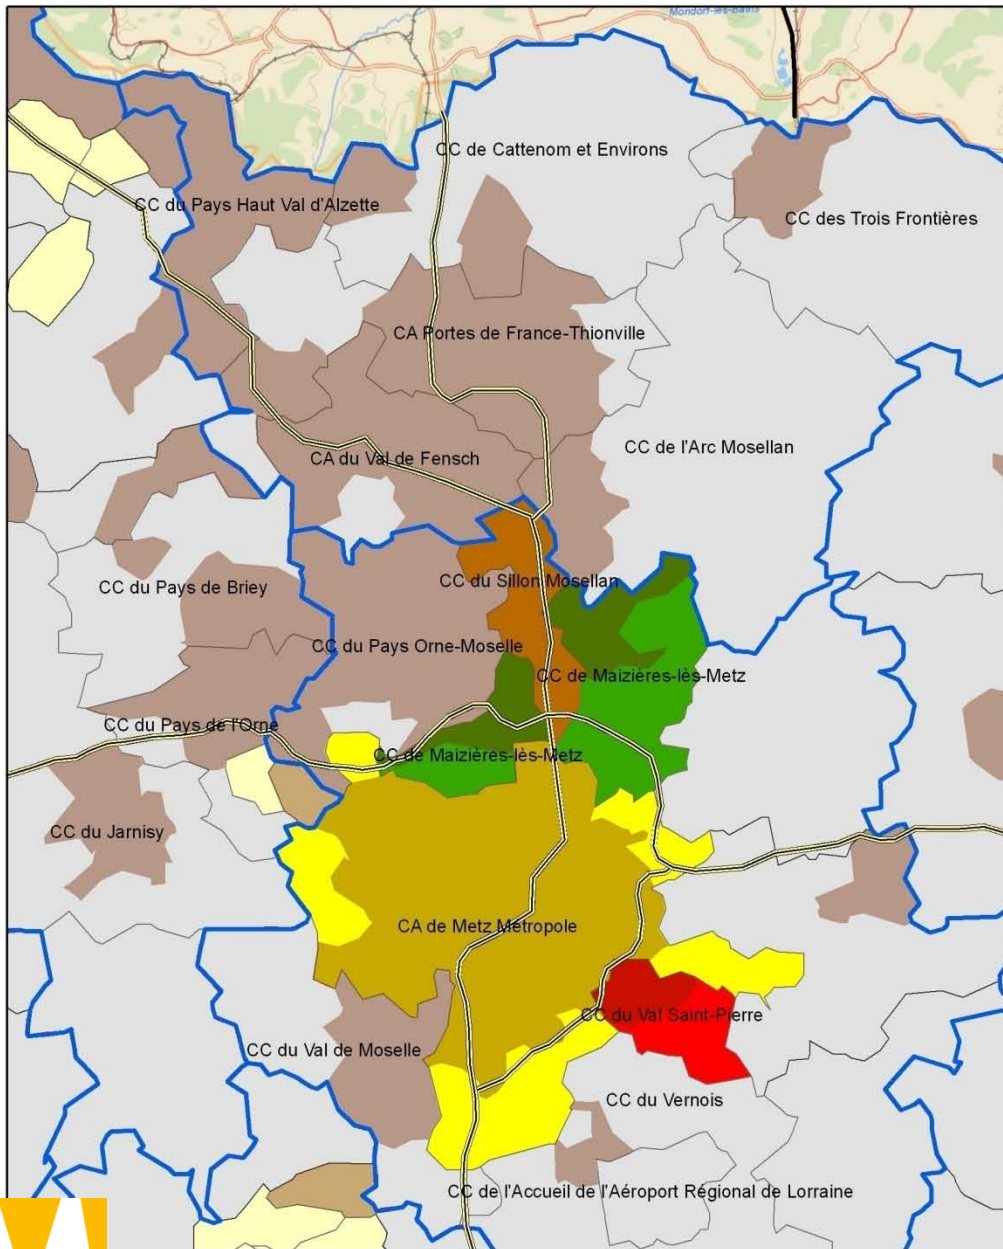 Mondorf-les-Bains
CC de Cattenom et Environs
CC du Pays Haut Val d'Alzette
CC des Trois Frontières
CA Portes de France-Thionville
CC de l'Arc Mosellan
CA du Val de Fensch
CC du Sillon Mosellan
CC du Pays de Briey
CC du Pays Orne-Moselle
CC de Maizières-lès-Metz
CC du Pays de l'Orne
CC de Maizières-lès-Metz
CC du Jarnisy
CA de Metz Métropole
CC du Val Saint-Pierre
CC du Val de Moselle
CC du Vernois
CC de l'Accueil de l'Aéroport Régional de Lorraine